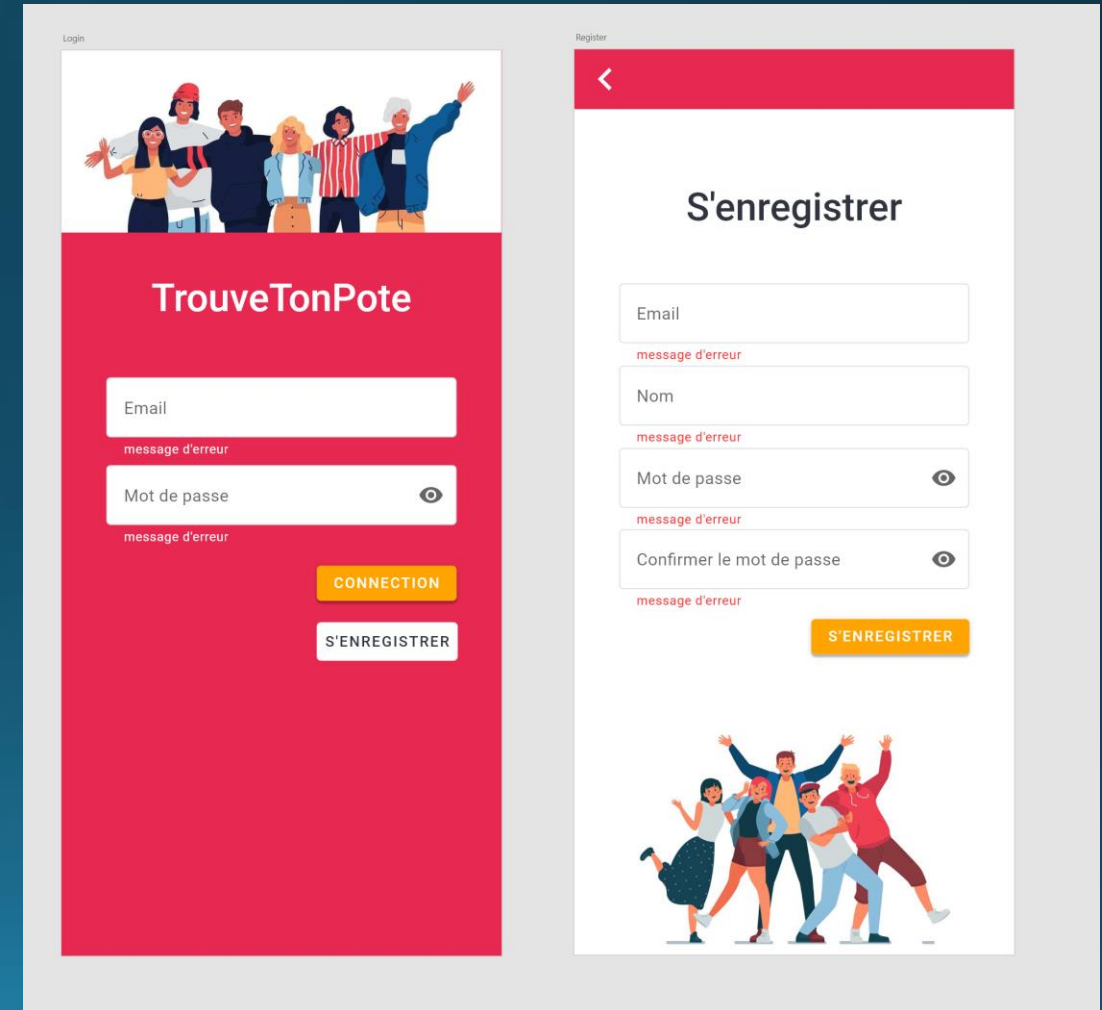 Login
TrouveTonPote
Email
message d'erreur
Mot de passe
message d'erreur
CONNECTION
S'ENREGISTRER
Register
S'enregistrer
Email
message d'erreur
Nom
message d'erreur
Mot de passe
message d'erreur
Confirmer le mot de passe
message d'erreur
S'ENREGISTRER